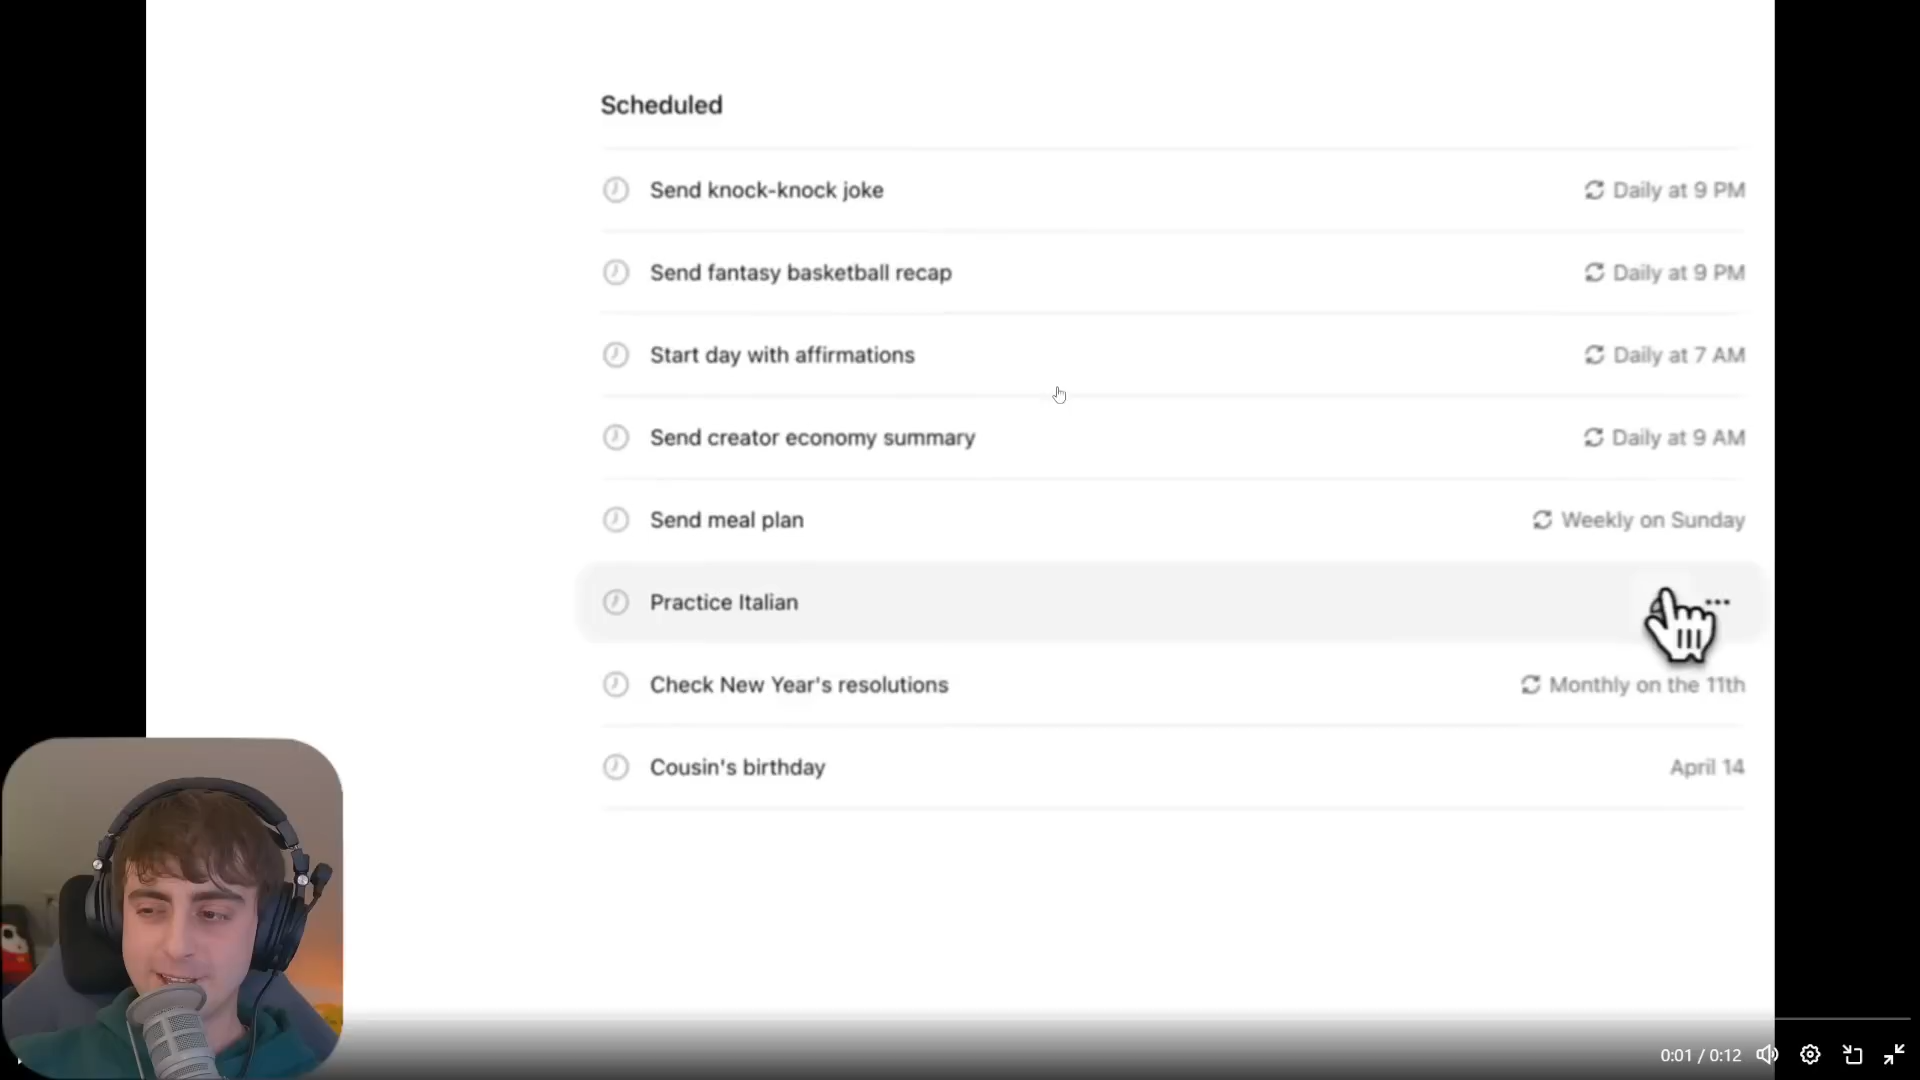 Scheduled
Send knock-knock joke Daily at 9 PM
Send fantasy basketball recap Daily at 9 PM
Start day with affirmations Daily at 7 AM
Send creator economy summary Daily at 9 AM
Send meal plan Weekly on Sunday
Practice Italian
Check New Year's resolutions Monthly on the 11th
Cousin's birthday April 14
0:01 / 0:12